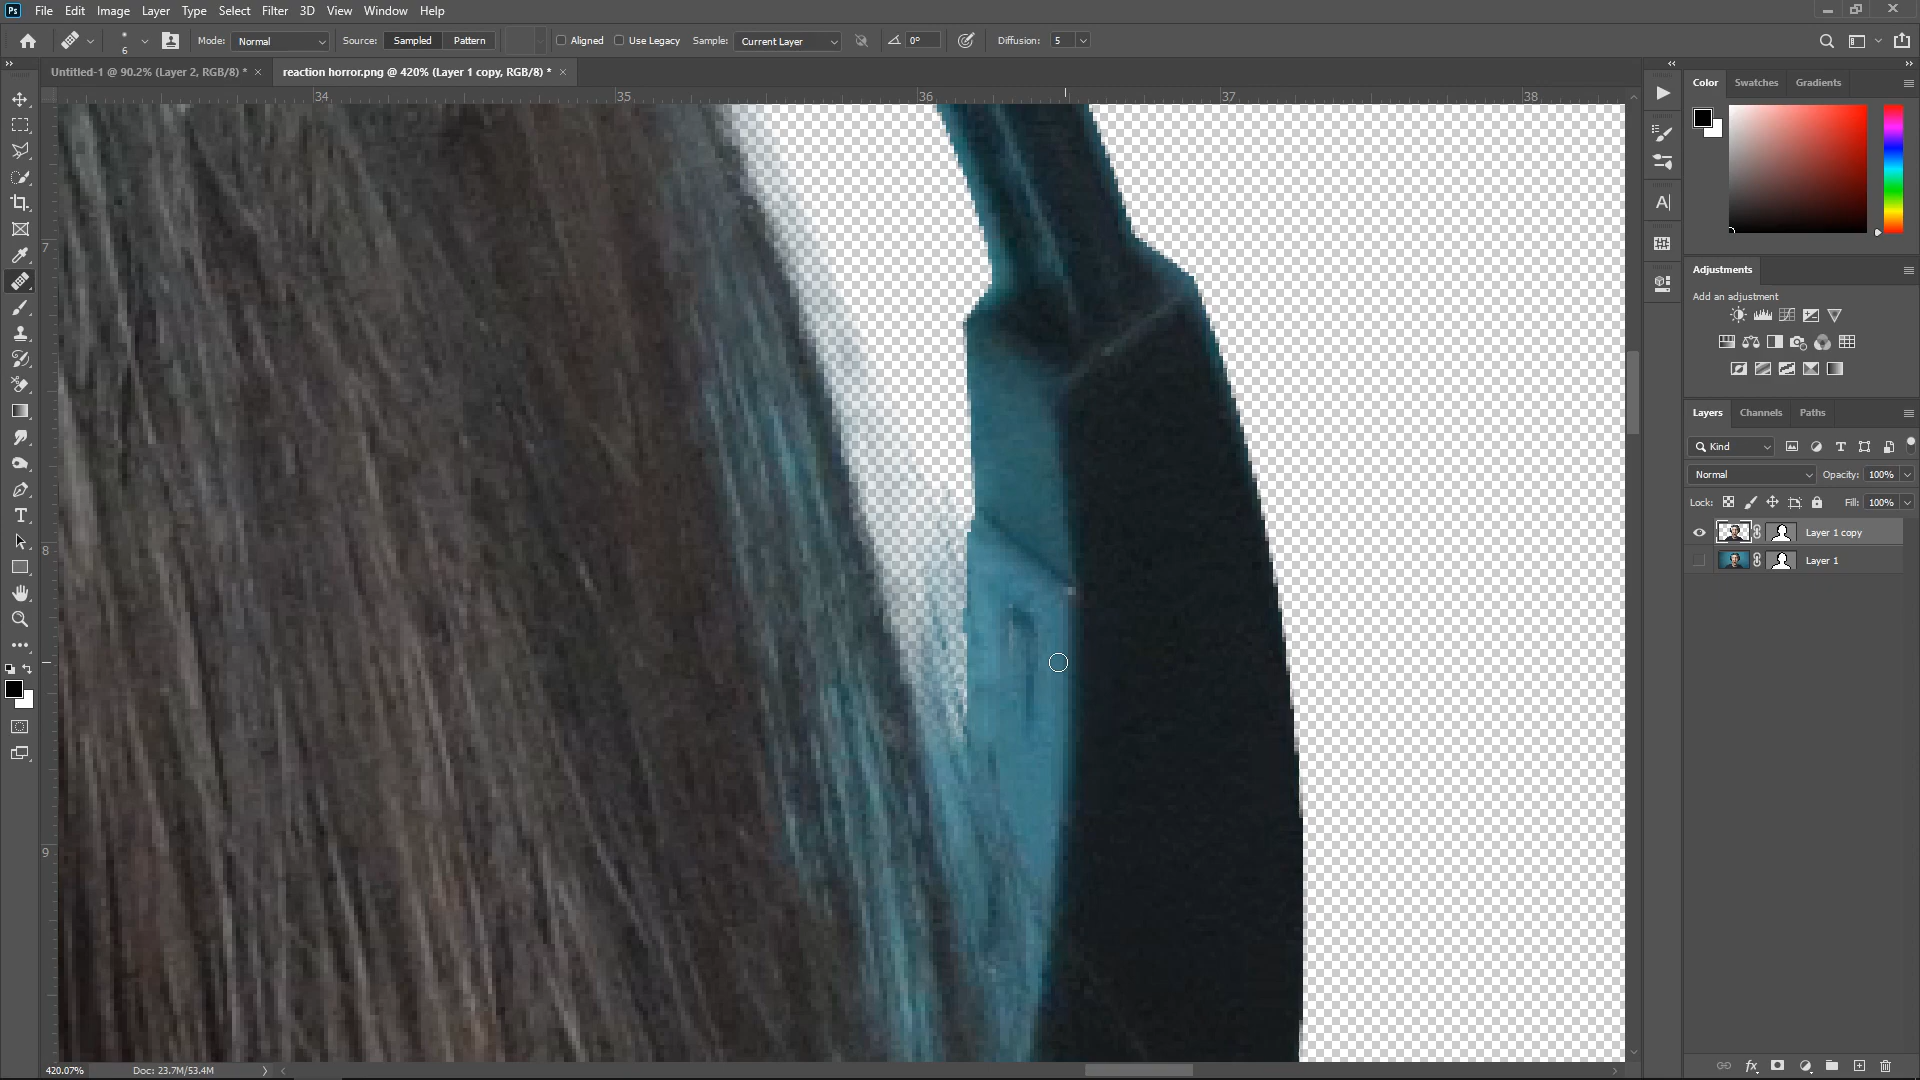 Ps File Edit Image Layer Type Select Filter 3D View Window Help
6 Mode: Normal Source: Sampled Pattern Aligned Use Legacy Sample: Current Layer 0° Diffusion: 5
Untitled-1 @ 90.2% (Layer 2, RGB/8) * × reaction horror.png @ 420% (Layer 1 copy, RGB/8) * ×
34 35 36 37 38
7
8
9
Color Swatches Gradients
Adjustments
Add an adjustment
Layers Channels Paths
Kind
Normal Opacity: 100%
Lock: Fill: 100%
Layer 1 copy
Layer 1
420.07% Doc: 23.7M/53.4M